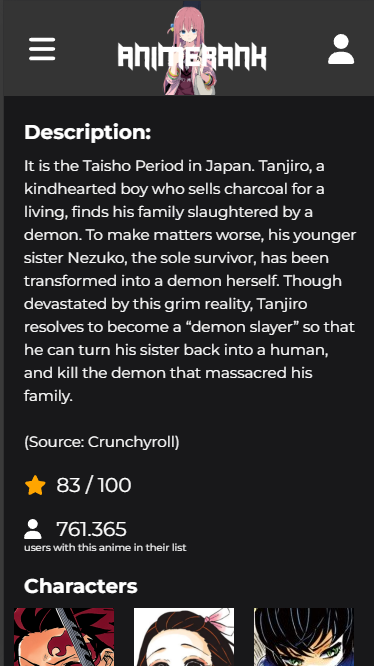 ANIMERANK
Description:
It is the Taisho Period in Japan. Tanjiro, a
kindhearted boy who sells charcoal for a
living, finds his family slaughtered by a
demon. To make matters worse, his younger
sister Nezuko, the sole survivor, has been
transformed into a demon herself. Though
devastated by this grim reality, Tanjiro
resolves to become a “demon slayer” so that
he can turn his sister back into a human,
and kill the demon that massacred his
family.
(Source: Crunchyroll)
83 / 100
761.365
users with this anime in their list
Characters